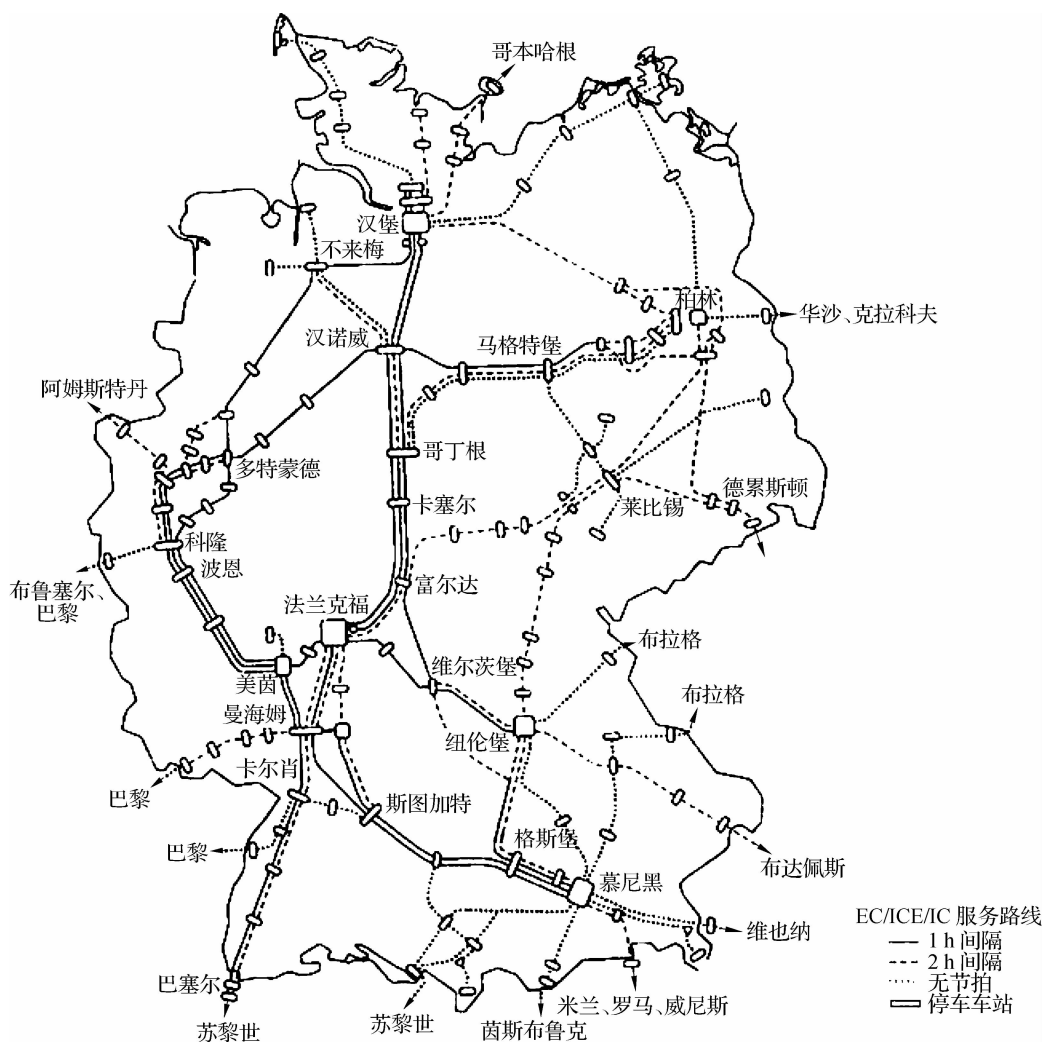 哥本哈根
汉堡
不来梅
柏林
华沙、克拉科夫
汉诺威
马格特堡
阿姆斯特丹
多特蒙德
哥丁根
卡塞尔
莱比锡
德累斯顿
科隆
波恩
布鲁塞尔、
巴黎
富尔达
法兰克福
布拉格
维尔茨堡
美茵
布拉格
曼海姆
纽伦堡
卡尔肖
巴黎
斯图加特
巴黎
格斯堡
布达佩斯
慕尼黑
EC/ICE/IC 服务路线
1 h 间隔
2 h 间隔
无节拍
停车车站
维也纳
巴塞尔
苏黎世
苏黎世
茵斯布鲁克
米兰、罗马、威尼斯